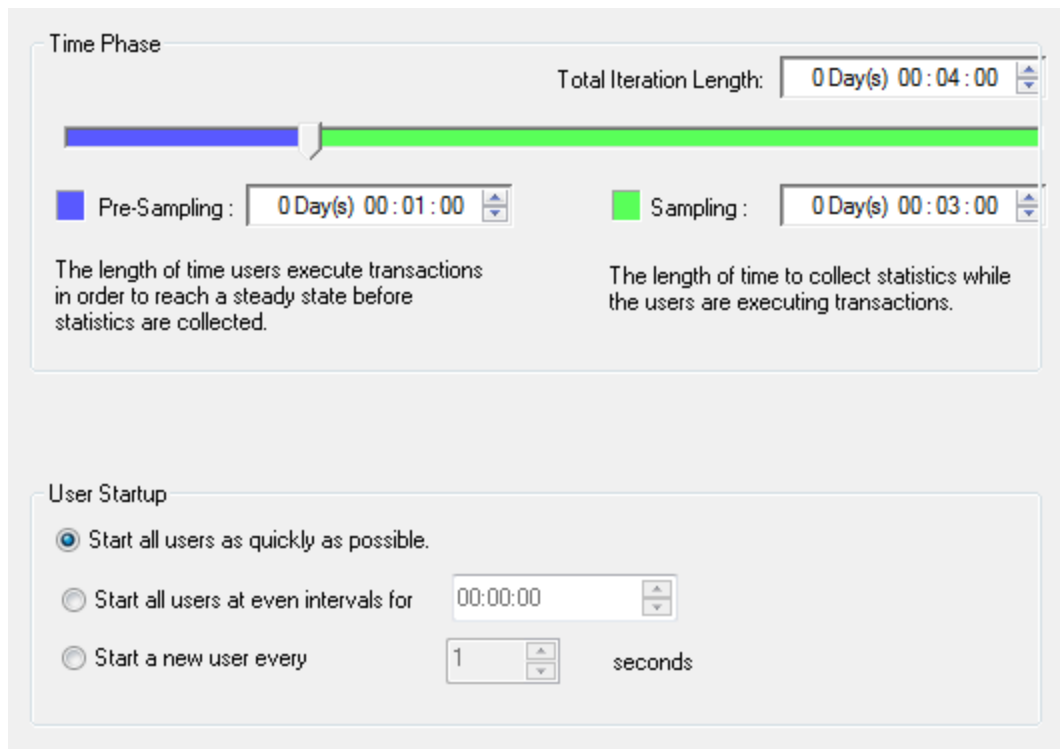 Time Phase
Total Iteration Length: 0 Day(s) 00 : 04 : 00
Pre-Sampling : 0 Day(s) 00 : 01 : 00
Sampling : 0 Day(s) 00 : 03 : 00
The length of time users execute transactions
in order to reach a steady state before
statistics are collected.
The length of time to collect statistics while
the users are executing transactions.
User Startup
Start all users as quickly as possible.
Start all users at even intervals for 00:00:00
Start a new user every 1 seconds